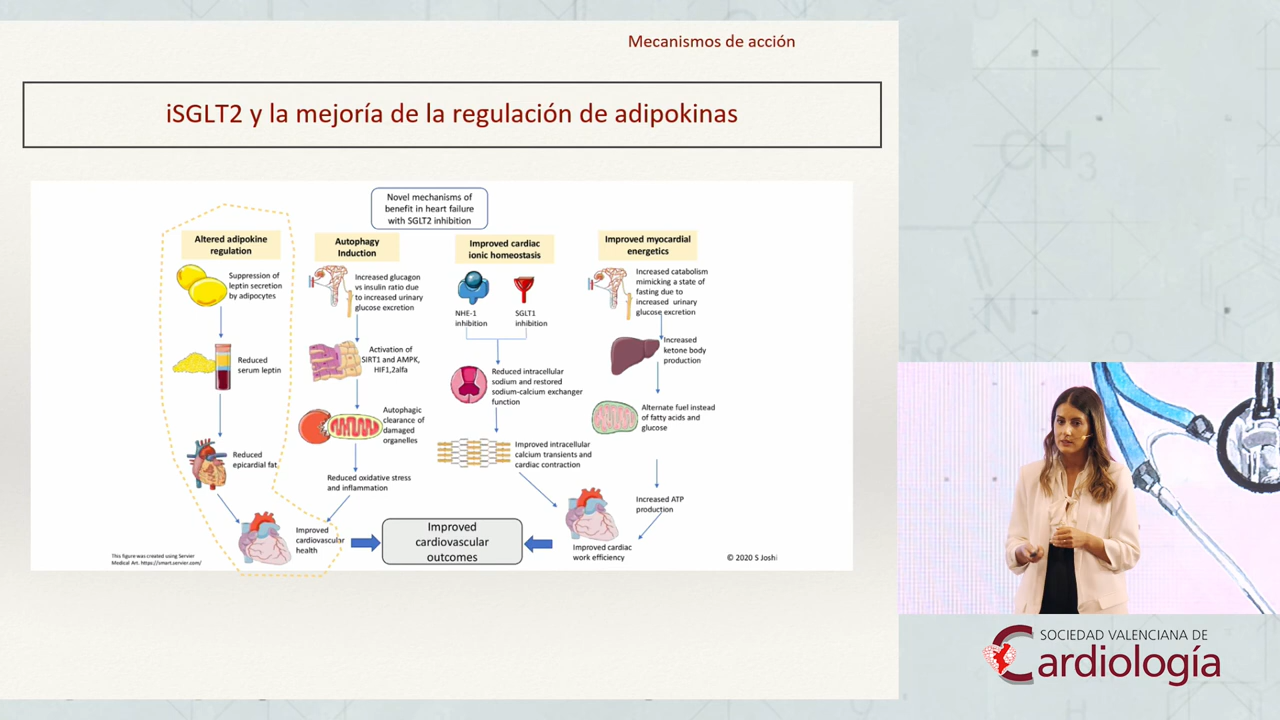 Mecanismos de acción
iSGLT2 y la mejoría de la regulación de adipokinas
Novel mechanisms of
benefit in heart failure
with SGLT2 inhibition
Altered adipokine
regulation
Suppression of
leptin secretion
by adipocytes
Reduced
serum leptin
Reduced
epicardial fat
Improved
cardiovascular
health
Autophagy
Induction
Increased glucagon
vs insulin ratio due
to increased urinary
glucose excretion
Activation of
SIRT1 and AMPK,
HIF1,2alfa
Autophagic
clearance of
damaged
organelles
Reduced oxidative stress
and inflammation
Improved cardiac
ionic homeostasis
NHE-1
inhibition
SGLT1
inhibition
Reduced intracellular
sodium and restored
sodium-calcium exchanger
function
Improved intracellular
calcium transients and
cardiac contraction
Improved myocardial
energetics
Increased catabolism
mimicking a state of
fasting due to
increased urinary
glucose excretion
Increased
ketone body
production
Alternate fuel instead
of fatty acids and
glucose
Increased ATP
production
Improved cardiac
work efficiency
Improved
cardiovascular
outcomes
This figure was created using Servier
Medical Art. https://smart.servier.com/
© 2020 S Joshi
CH3
N
SOCIEDAD VALENCIANA DE
Cardiología